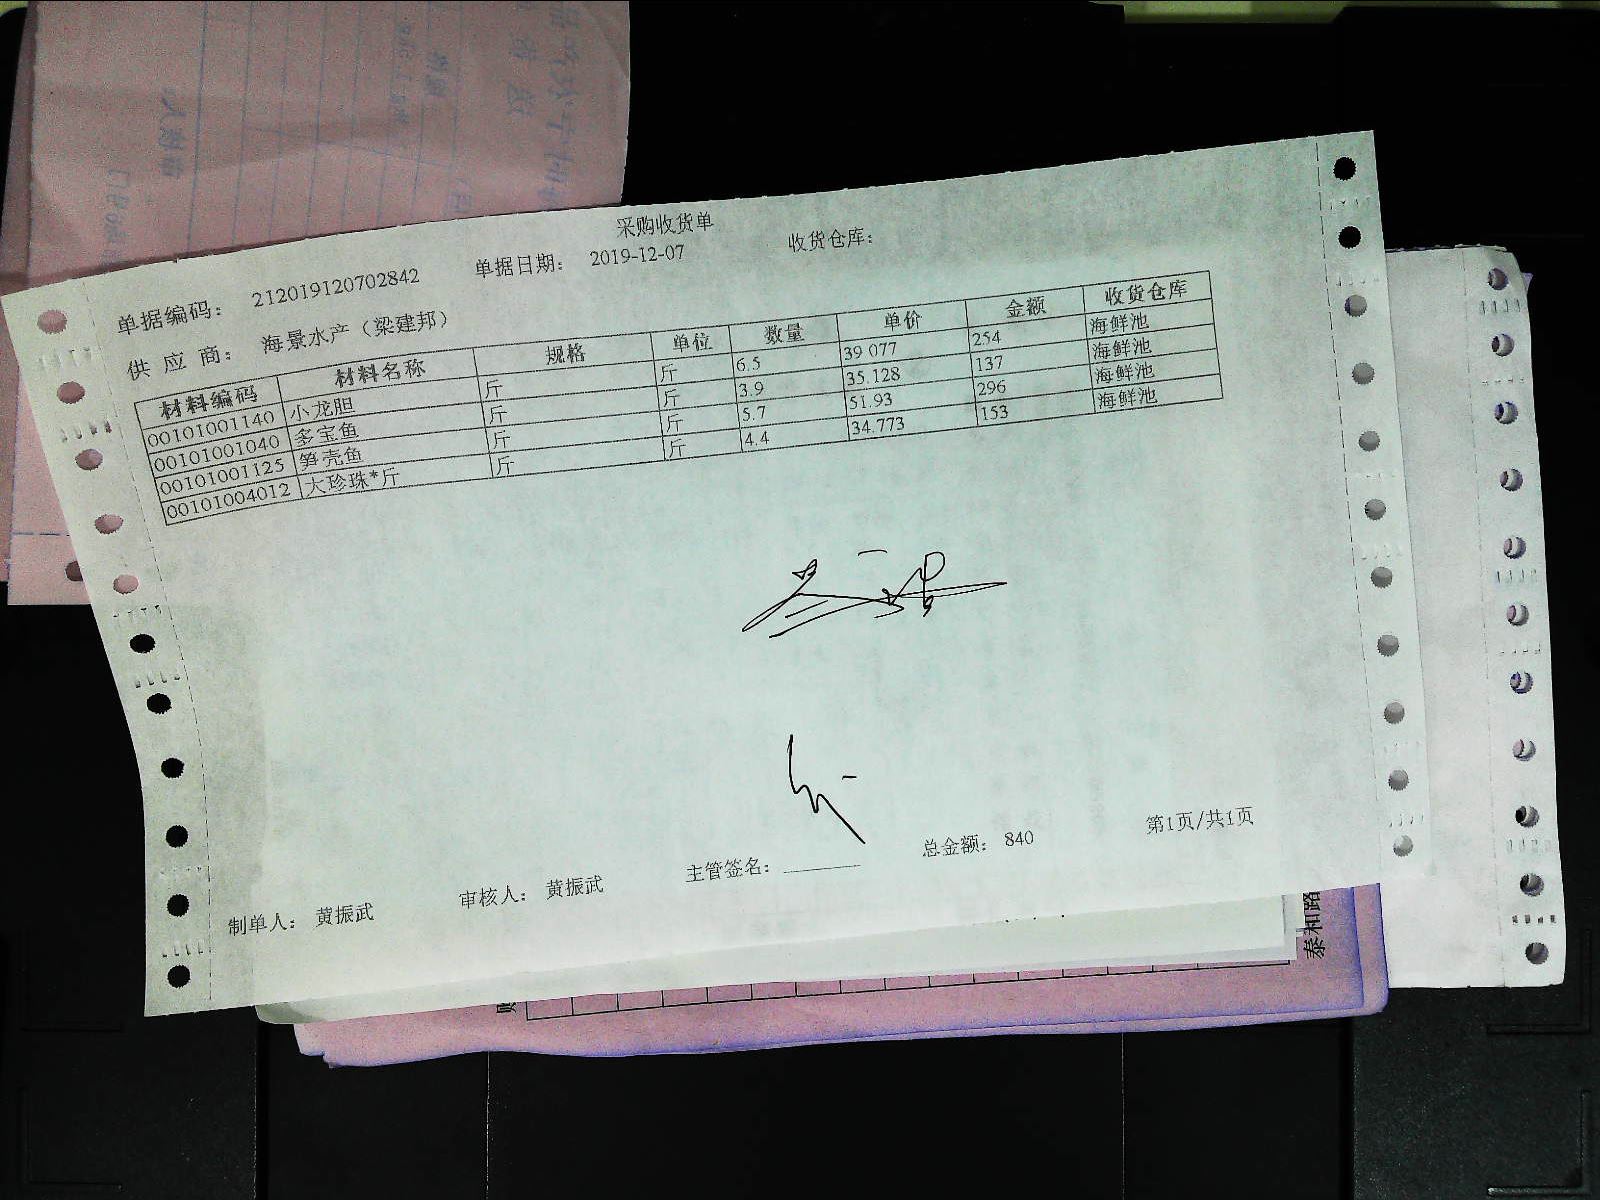 采购收货单
单据编码： 212019120702842 单据日期： 2019-12-07 收货仓库：
供 应 商： 海景水产（梁建邦）
材料编码 材料名称 规格 单位 数量 单价 金额 收货仓库
00101001140 小龙胆 斤 斤 6.5 39 077 254 海鲜池
00101001040 多宝鱼 斤 斤 3.9 35.128 137 海鲜池
00101001125 笋壳鱼 斤 斤 5.7 51.93 296 海鲜池
00101004012 大珍珠*斤 斤 斤 4.4 34.773 153 海鲜池
制单人： 黄振武 审核人： 黄振武 主管签名： 总金额： 840 第1页/共1页
泰和路